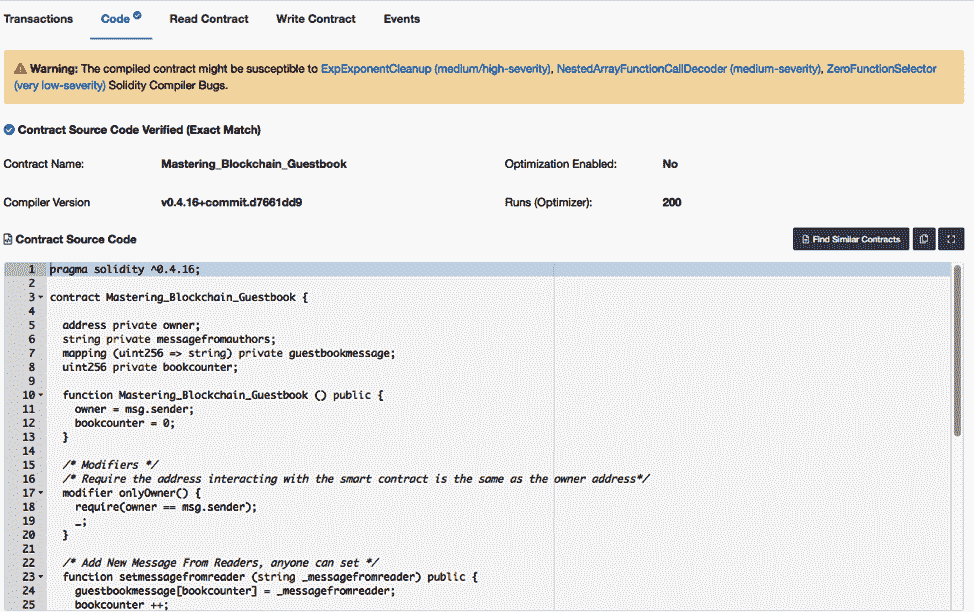 Transactions Code Read Contract Write Contract Events
Warning: The compiled contract might be susceptible to ExpExponentCleanup (medium/high-severity), NestedArrayFunctionCallDecoder (medium-severity), ZeroFunctionSelector
(very low-severity) Solidity Compiler Bugs.
Contract Source Code Verified (Exact Match)
Contract Name: Mastering_Blockchain_Guestbook Optimization Enabled: No
Compiler Version v0.4.16+commit.d7661dd9 Runs (Optimizer): 200
Contract Source Code Find Similar Contracts
1 pragma solidity ^0.4.16;
2
3 contract Mastering_Blockchain_Guestbook {
4
5 address private owner;
6 string private messagefromauthors;
7 mapping (uint256 => string) private guestbookmessage;
8 uint256 private bookcounter;
9
10 function Mastering_Blockchain_Guestbook () public {
11 owner = msg.sender;
12 bookcounter = 0;
13 }
14
15 /* Modifiers */
16 /* Require the address interacting with the smart contract is the same as the owner address*/
17 modifier onlyOwner() {
18 require(owner == msg.sender);
19 _;
20 }
21
22 /* Add New Message From Readers, anyone can set */
23 function setmessagefromreader (string _messagefromreader) public {
24 guestbookmessage[bookcounter] = _messagefromreader;
25 bookcounter ++;